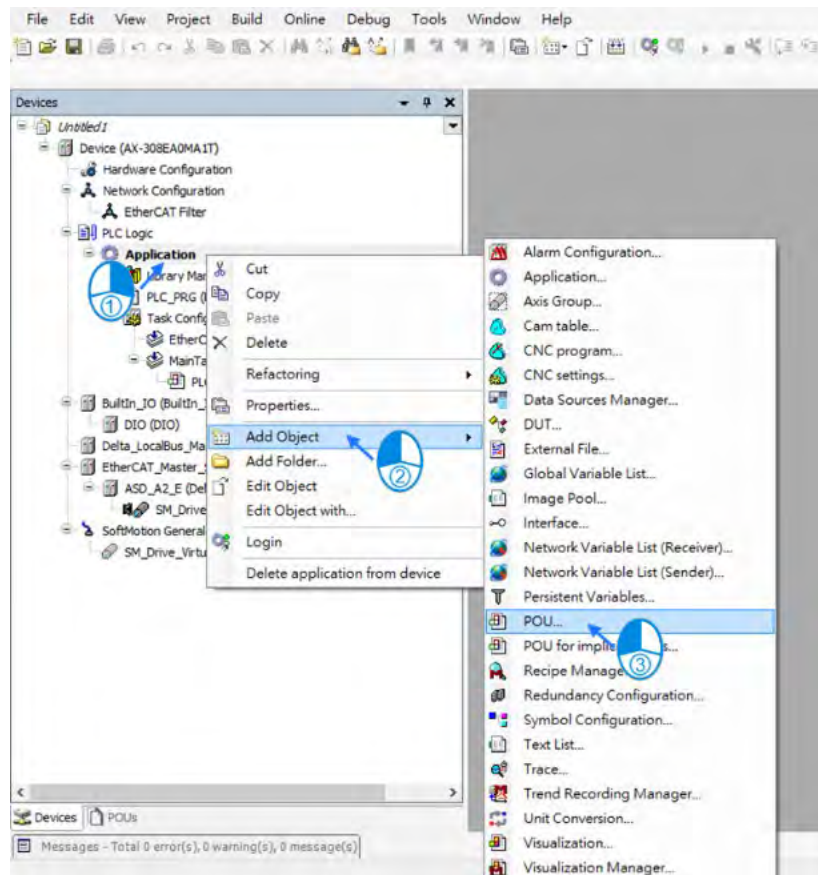 File Edit View Project Build Online Debug Tools Window Help
Devices
Untitled1
Device (AX-308EA0MA1T)
Hardware Configuration
Network Configuration
EtherCAT Filter
PLC Logic
Application
Library Mar
PLC_PRG (
Task Config
EtherC
MainTa
PL
BuiltIn_IO (BuiltIn_
DIO (DIO)
Delta_LocalBus_Ma
EtherCAT_Master_
ASD_A2_E (Del
SM_Drive
SoftMotion General
SM_Drive_Virtu
①
Cut
Copy
Paste
Delete
Refactoring
Properties...
Add Object
②
Add Folder...
Edit Object
Edit Object with...
Login
Delete application from device
Alarm Configuration...
Application...
Axis Group...
Cam table...
CNC program...
CNC settings...
Data Sources Manager...
DUT...
External File...
Global Variable List...
Image Pool...
Interface...
Network Variable List (Receiver)...
Network Variable List (Sender)...
Persistent Variables...
POU...
POU for implic s...
③
Recipe Manage
Redundancy Configuration...
Symbol Configuration...
Text List...
Trace...
Trend Recording Manager...
Unit Conversion...
Visualization...
Visualization Manager...
Devices POUs
Messages - Total 0 error(s), 0 warning(s), 0 message(s)